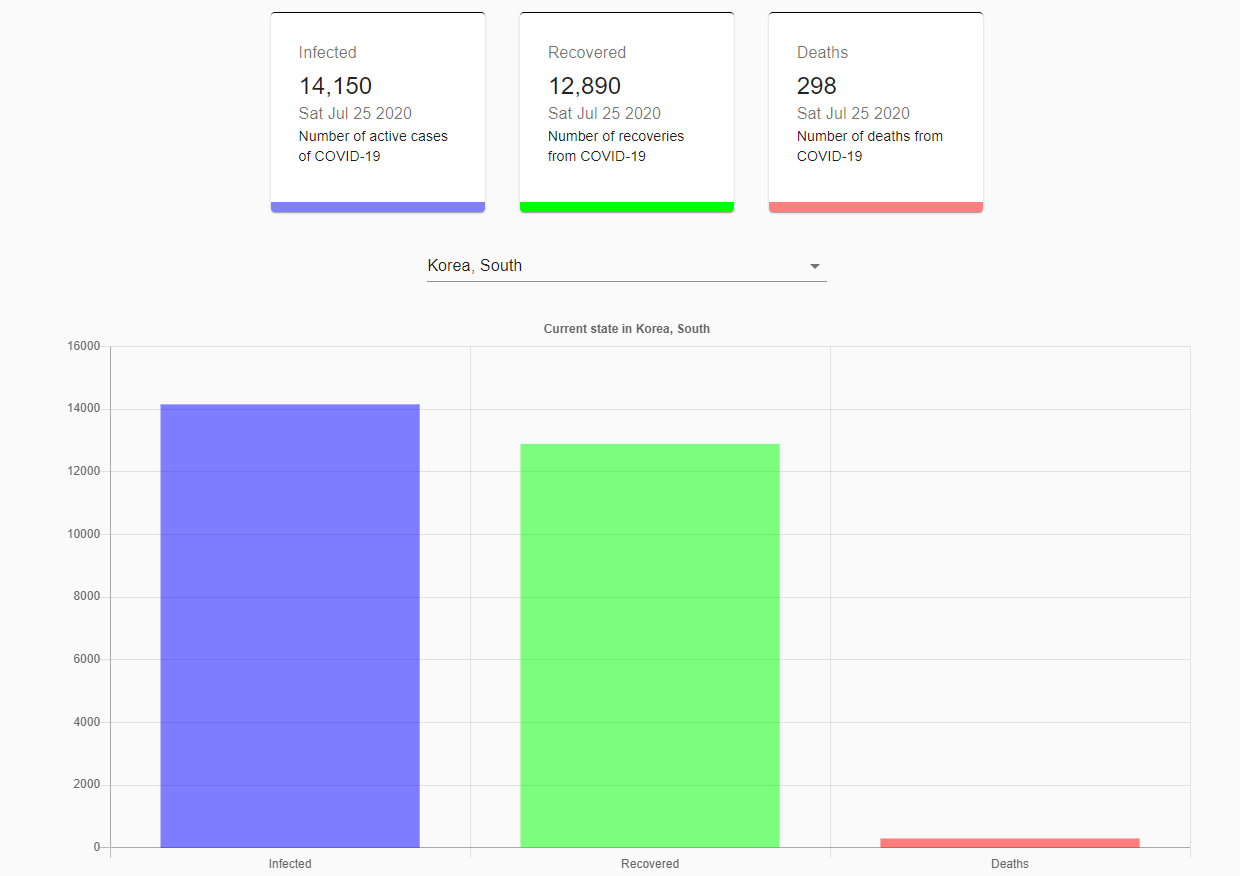 Infected
14,150
Sat Jul 25 2020
Number of active cases
of COVID-19
Recovered
12,890
Sat Jul 25 2020
Number of recoveries
from COVID-19
Deaths
298
Sat Jul 25 2020
Number of deaths from
COVID-19
Korea, South
Current state in Korea, South
16000
14000
12000
10000
8000
6000
4000
2000
0
Infected
Recovered
Deaths